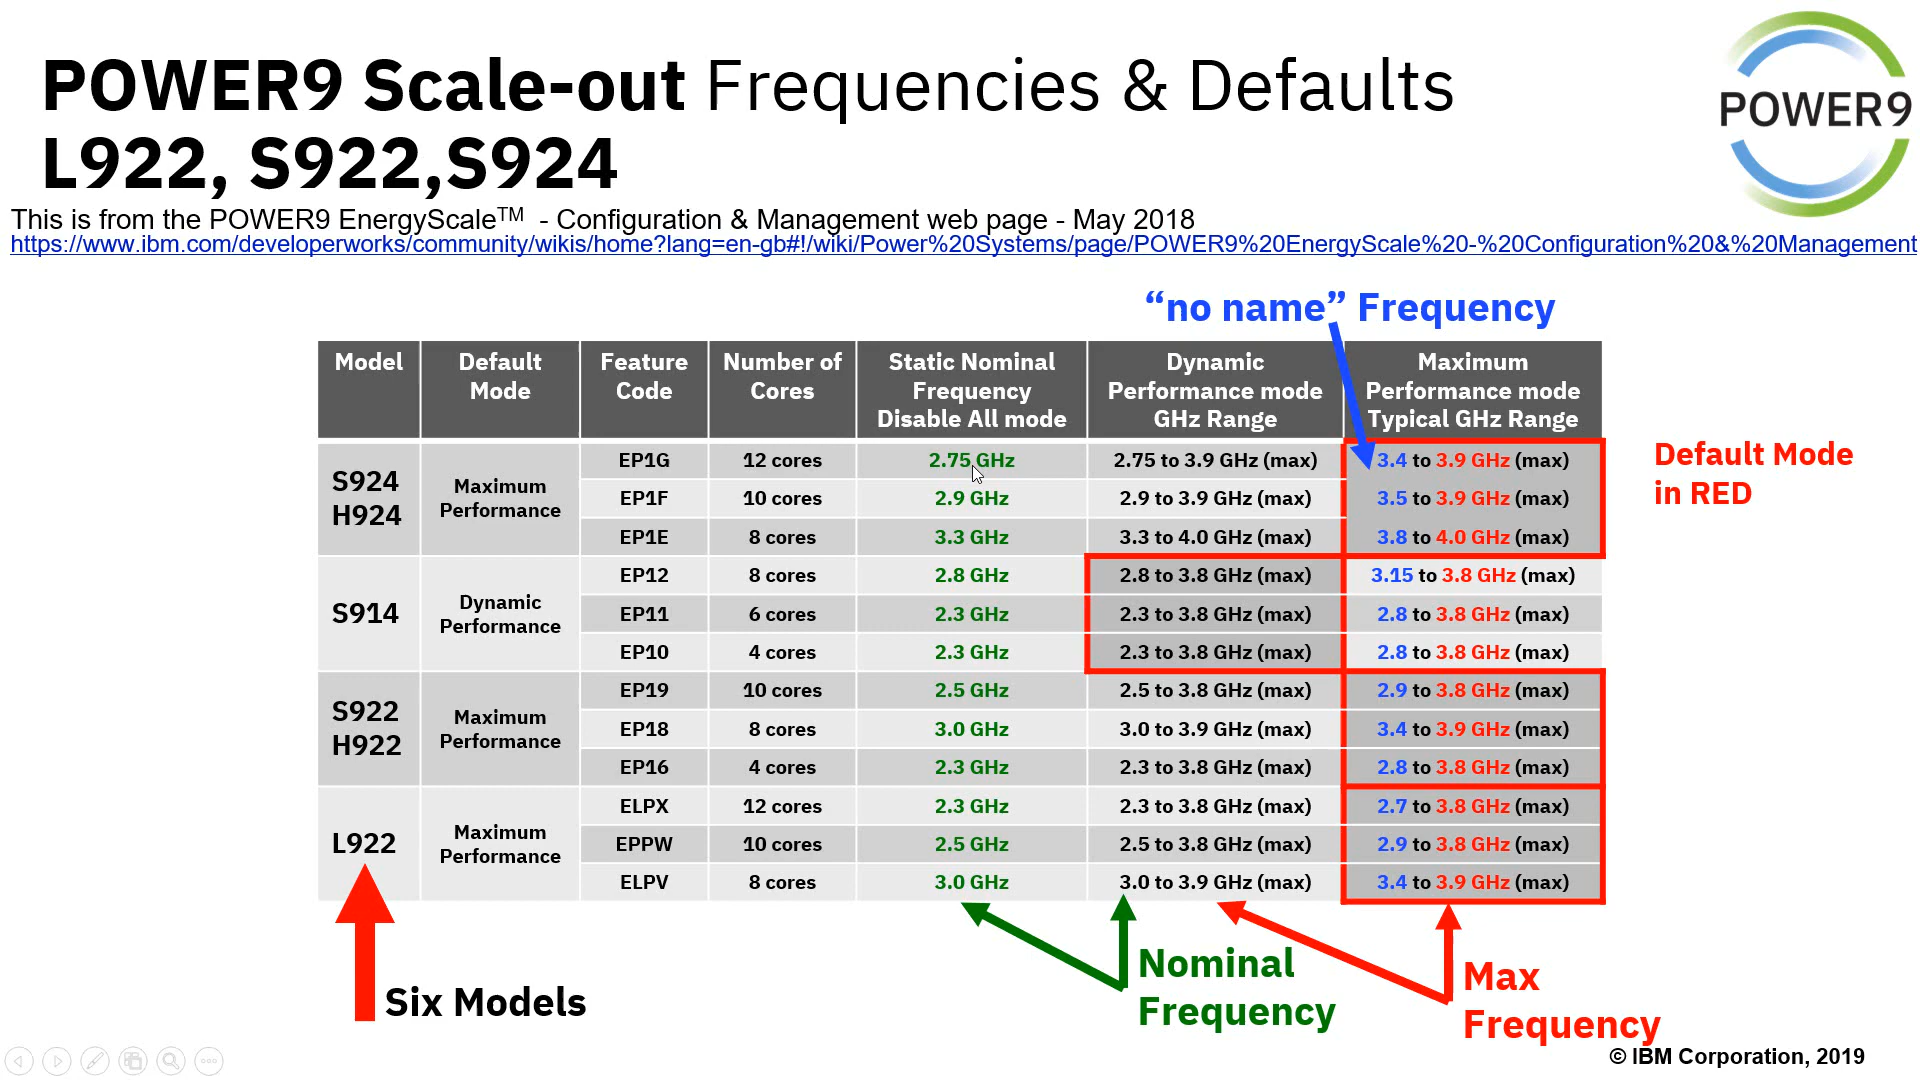 POWER9 Scale-out Frequencies & Defaults
L922, S922,S924
POWER9
This is from the POWER9 EnergyScale™ - Configuration & Management web page - May 2018
https://www.ibm.com/developerworks/community/wikis/home?lang=en-gb#!/wiki/Power%20Systems/page/POWER9%20EnergyScale%20-%20Configuration%20&%20Management
“no name” Frequency
Model | Default Mode | Feature Code | Number of Cores | Static Nominal Frequency Disable All mode | Dynamic Performance mode GHz Range | Maximum Performance mode Typical GHz Range
S924 H924 | Maximum Performance | EP1G | 12 cores | 2.75 GHz | 2.75 to 3.9 GHz (max) | 3.4 to 3.9 GHz (max)
EP1F | 10 cores | 2.9 GHz | 2.9 to 3.9 GHz (max) | 3.5 to 3.9 GHz (max)
EP1E | 8 cores | 3.3 GHz | 3.3 to 4.0 GHz (max) | 3.8 to 4.0 GHz (max)
S914 | Dynamic Performance | EP12 | 8 cores | 2.8 GHz | 2.8 to 3.8 GHz (max) | 3.15 to 3.8 GHz (max)
EP11 | 6 cores | 2.3 GHz | 2.3 to 3.8 GHz (max) | 2.8 to 3.8 GHz (max)
EP10 | 4 cores | 2.3 GHz | 2.3 to 3.8 GHz (max) | 2.8 to 3.8 GHz (max)
S922 H922 | Maximum Performance | EP19 | 10 cores | 2.5 GHz | 2.5 to 3.8 GHz (max) | 2.9 to 3.8 GHz (max)
EP18 | 8 cores | 3.0 GHz | 3.0 to 3.9 GHz (max) | 3.4 to 3.9 GHz (max)
EP16 | 4 cores | 2.3 GHz | 2.3 to 3.8 GHz (max) | 2.8 to 3.8 GHz (max)
L922 | Maximum Performance | ELPX | 12 cores | 2.3 GHz | 2.3 to 3.8 GHz (max) | 2.7 to 3.8 GHz (max)
EPPW | 10 cores | 2.5 GHz | 2.5 to 3.8 GHz (max) | 2.9 to 3.8 GHz (max)
ELPV | 8 cores | 3.0 GHz | 3.0 to 3.9 GHz (max) | 3.4 to 3.9 GHz (max)
Default Mode
in RED
Six Models
Nominal
Frequency
Max
Frequency
© IBM Corporation, 2019